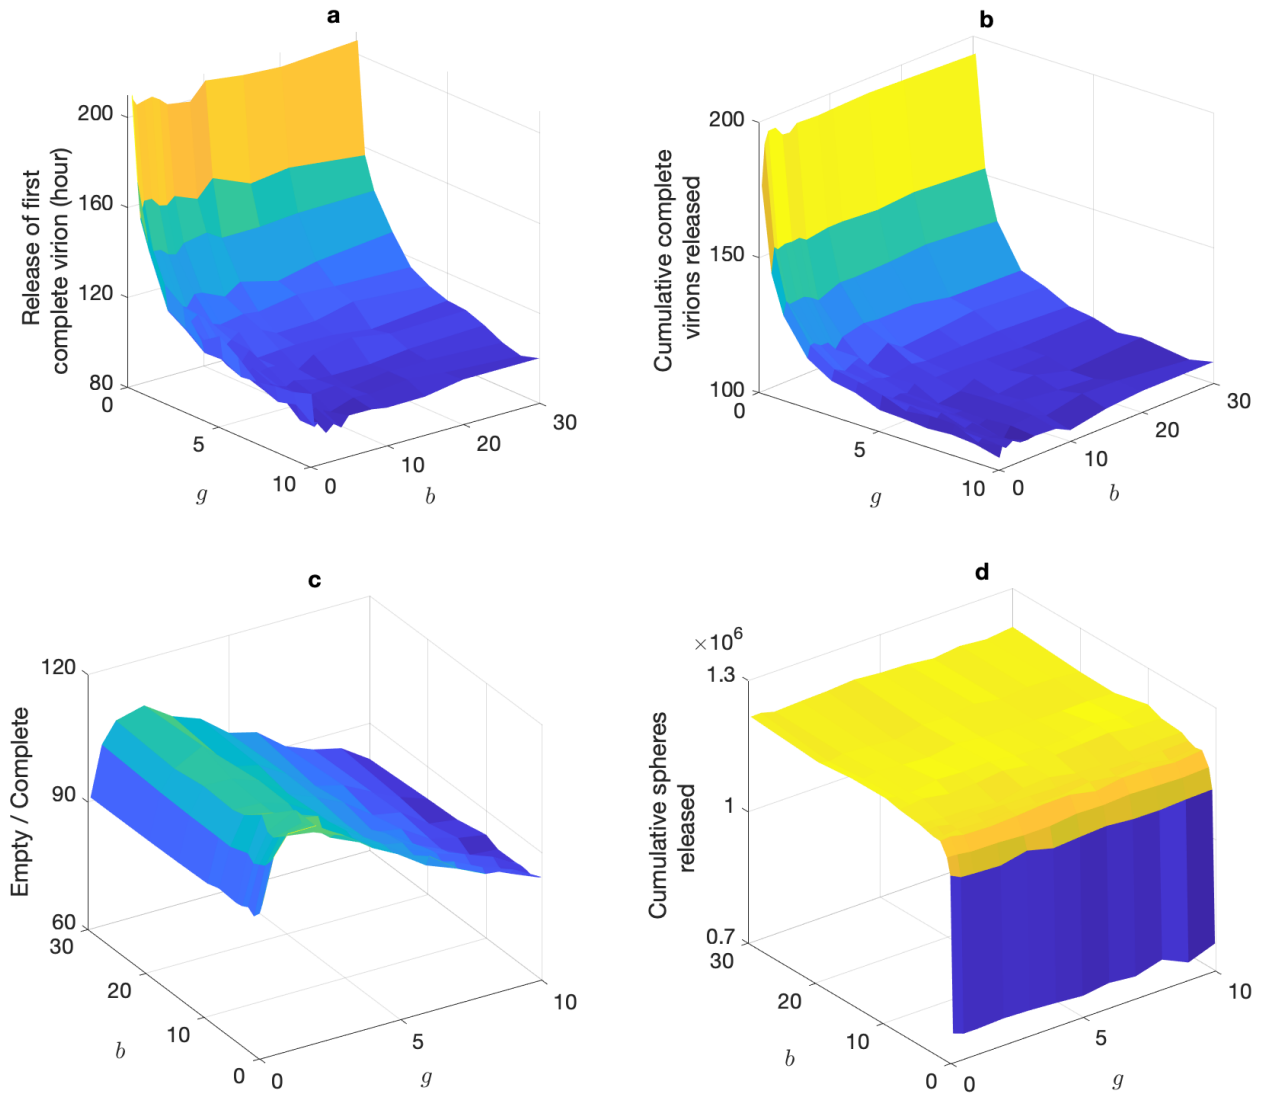 a
200
160
120
80
0
5
10
0
10
20
30
Release of first
complete virion (hour)
g
b
b
200
150
100
0
5
10
0
10
20
30
Cumulative complete
virions released
g
b
c
120
90
60
30
20
10
0
0
5
10
Empty / Complete
b
g
d
×10⁶
1.3
1
0.7
30
20
10
0
0
5
10
Cumulative spheres
released
b
g